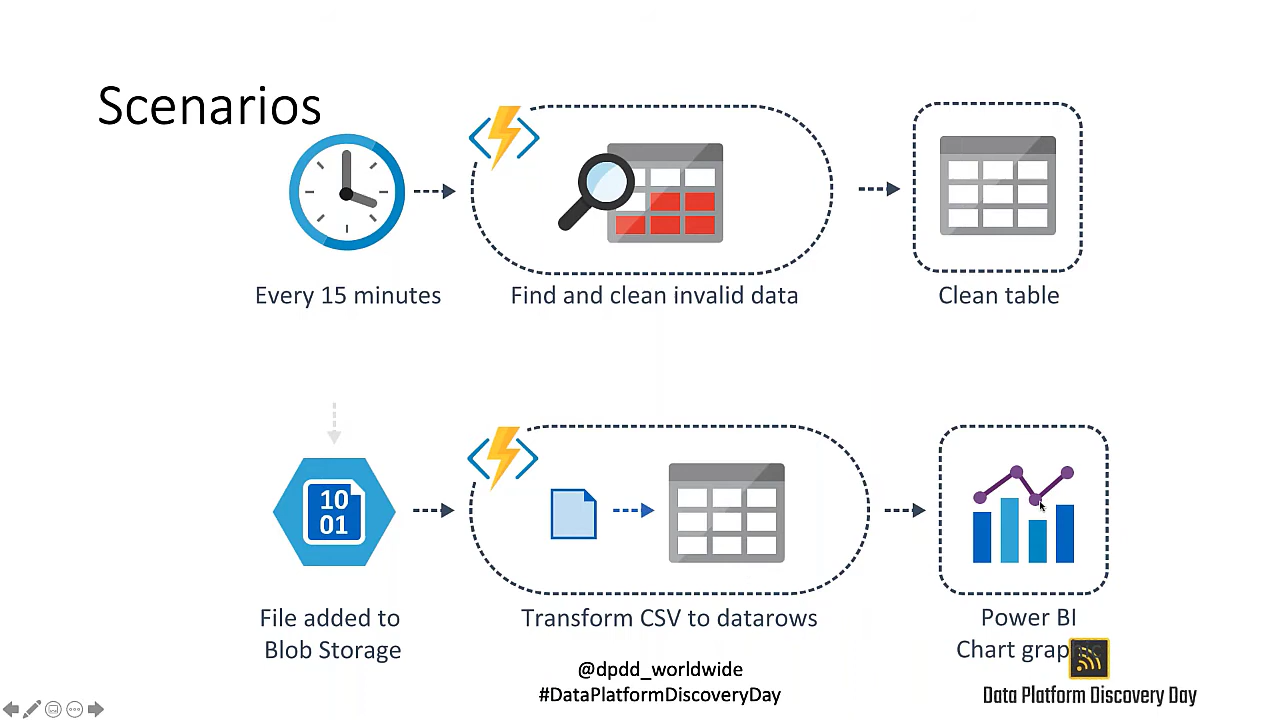 Scenarios
Every 15 minutes
Find and clean invalid data
Clean table
10
01
File added to
Blob Storage
Transform CSV to datarows
Power BI
Chart
@dpdd_worldwide
#DataPlatformDiscoveryDay
Data Platform Discovery Day